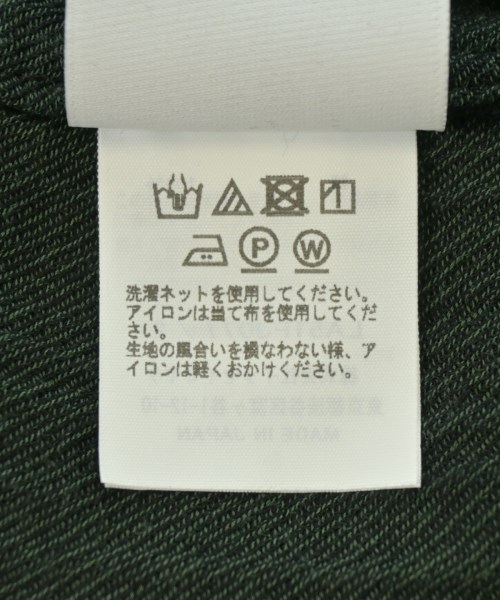 P W
洗濯ネットを使用してください。
アイロンは当て布を使用してくだ
さい。
生地の風合いを損なわない様、ア
イロンは軽くおかけください。
MADE IN JAPAN